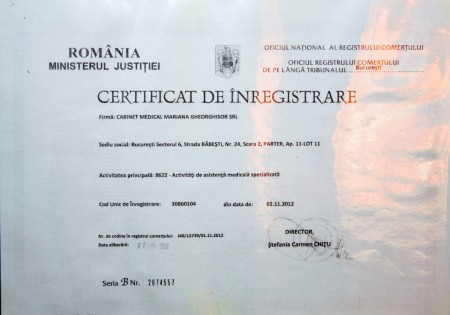 ROMÂNIA
MINISTERUL JUSTIȚIEI
OFICIUL NAȚIONAL AL REGISTRULUI COMERȚULUI
OFICIUL REGISTRULUI COMERȚULUI
DE PE LÂNGĂ TRIBUNALUL București
CERTIFICAT DE ÎNREGISTRARE
Firmă: CABINET MEDICAL MARIANA GHEORGHISOR SRL
Sediu social: București Sectorul 6, Strada BĂBEȘTI, Nr. 24, Scara 2, PARTER, Ap. 11-LOT 11
Activitatea principală: 8622 - Activități de asistență medicală specializată
Cod Unic de Înregistrare: 30860104 din data de: 02.11.2012
Nr. de ordine în registrul comerțului: J40/12739/01.11.2012
Data eliberării:
DIRECTOR,
Ștefania Carmen CHIȚU
Seria B Nr. 2674557